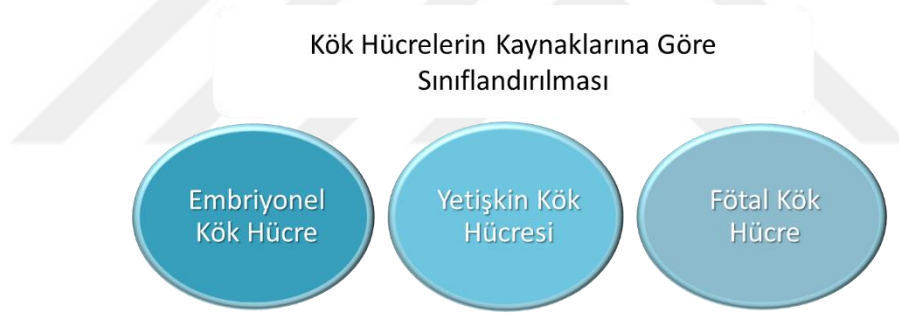 Kök Hücrelerin Kaynaklarına Göre
Sınıflandırılması
Embriyonel
Kök Hücre
Yetişkin Kök
Hücresi
Fötal Kök
Hücre